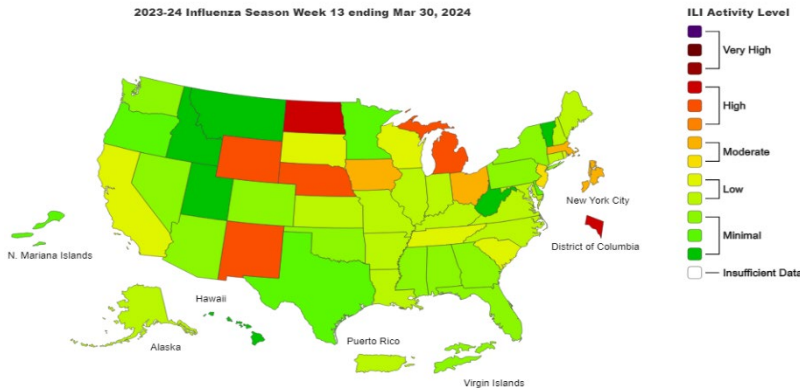 2023-24 Influenza Season Week 13 ending Mar 30, 2024
ILI Activity Level
Very High
High
Moderate
Low
Minimal
Insufficient Data
New York City
District of Columbia
N. Mariana Islands
Hawaii
Alaska
Puerto Rico
Virgin Islands